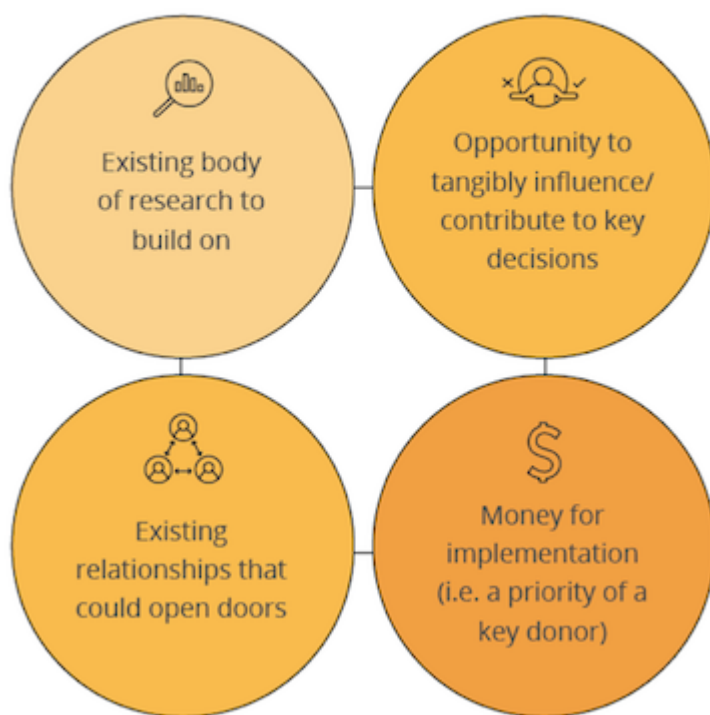 Existing body
of research to
build on
Opportunity to
tangibly influence/
contribute to key
decisions
Existing
relationships that
could open doors
Money for
implementation
(i.e. a priority of a
key donor)